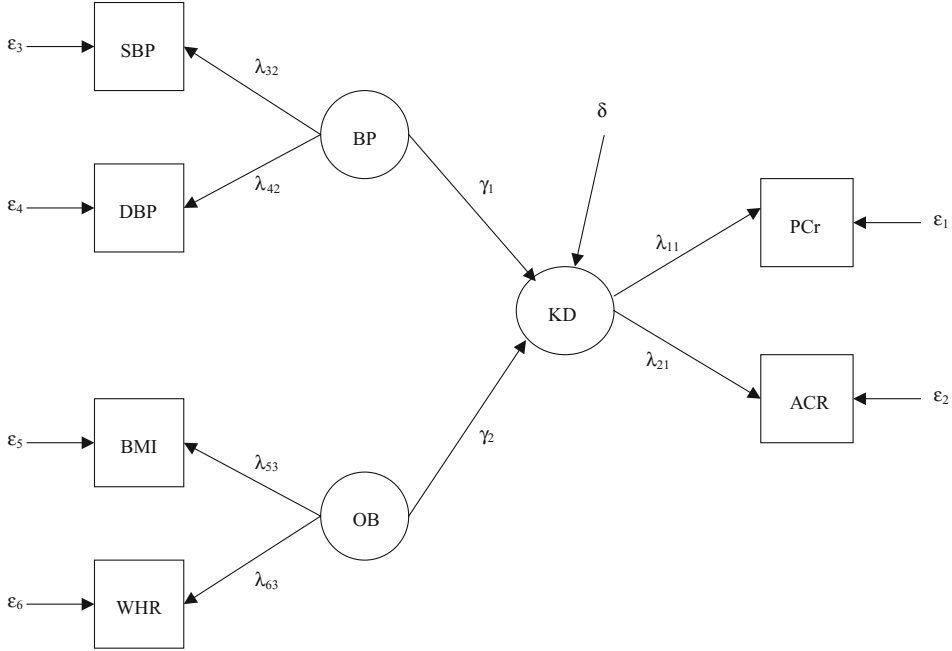 ε₃
SBP
λ₃₂
BP
δ
ε₄
DBP
λ₄₂
γ₁
PCr
ε₁
λ₁₁
KD
λ₂₁
ACR
ε₂
γ₂
ε₅
BMI
λ₅₃
OB
λ₆₃
ε₆
WHR